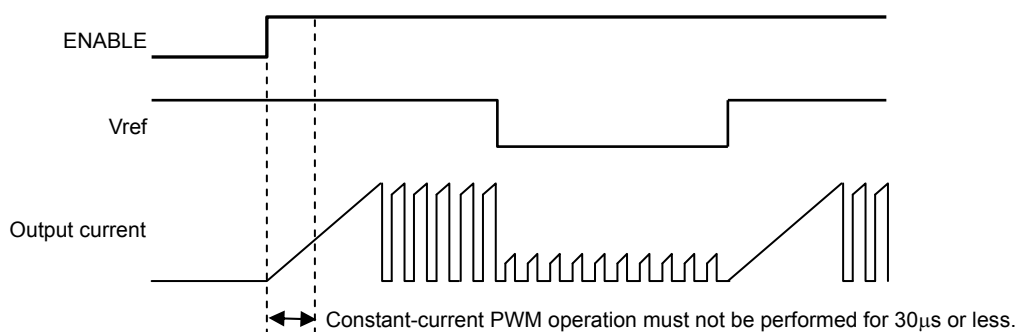 ENABLE
Vref
Output current
Constant-current PWM operation must not be performed for 30μs or less.